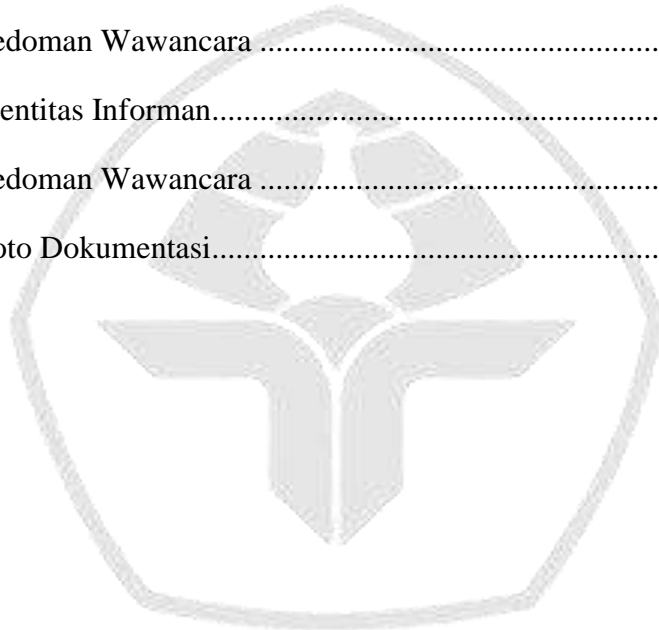 edoman Wawancara ..................................................
entitas Informan........................................................
edoman Wawancara ..................................................
oto Dokumentasi........................................................